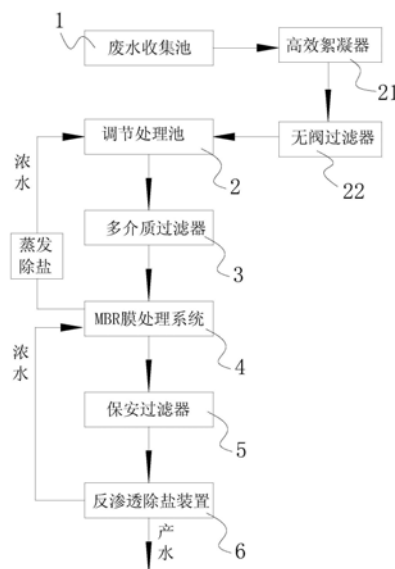 1
废水收集池
高效絮凝器
21
调节处理池
2
无阀过滤器
22
浓水
蒸发
除盐
多介质过滤器
3
MBR膜处理系统
4
浓水
保安过滤器
5
反渗透除盐装置
6
产水